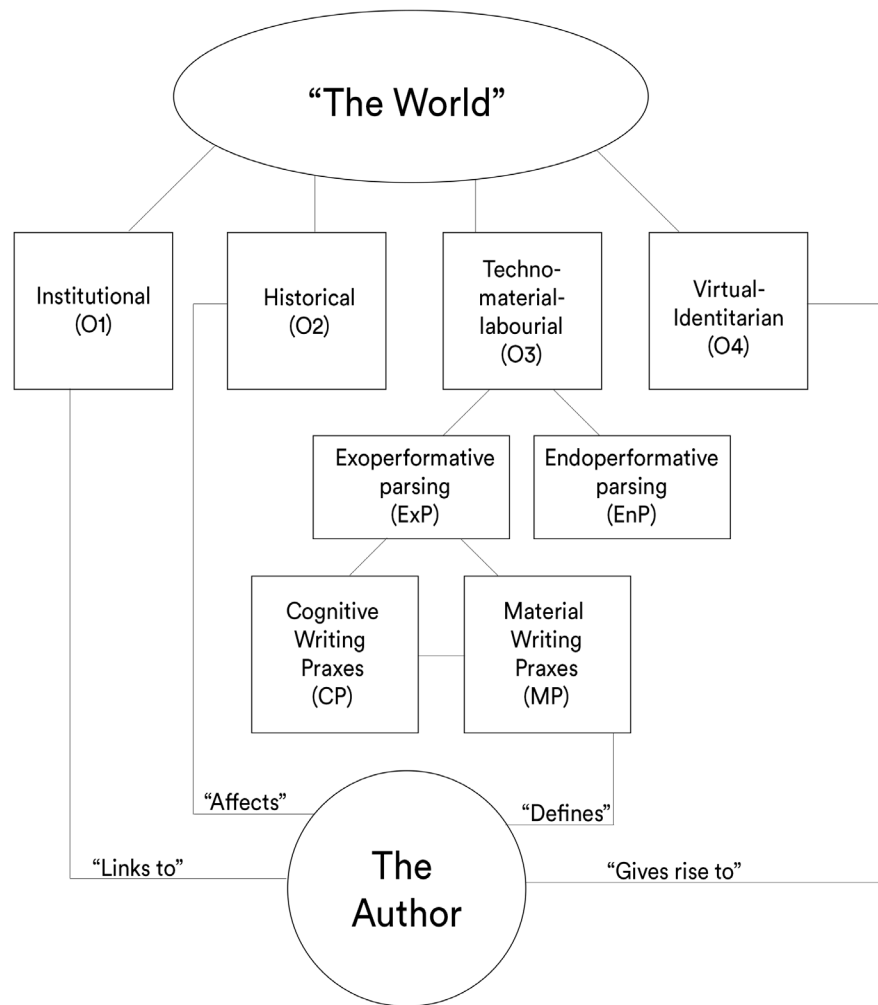 “The World”
Institutional
(O1)
Historical
(O2)
Techno-
material-
labourial
(O3)
Virtual-
Identitarian
(O4)
Exoperformative
parsing
(ExP)
Endoperformative
parsing
(EnP)
Cognitive
Writing
Praxes
(CP)
Material
Writing
Praxes
(MP)
“Affects”
“Defines”
“Links to”
“Gives rise to”
The
Author